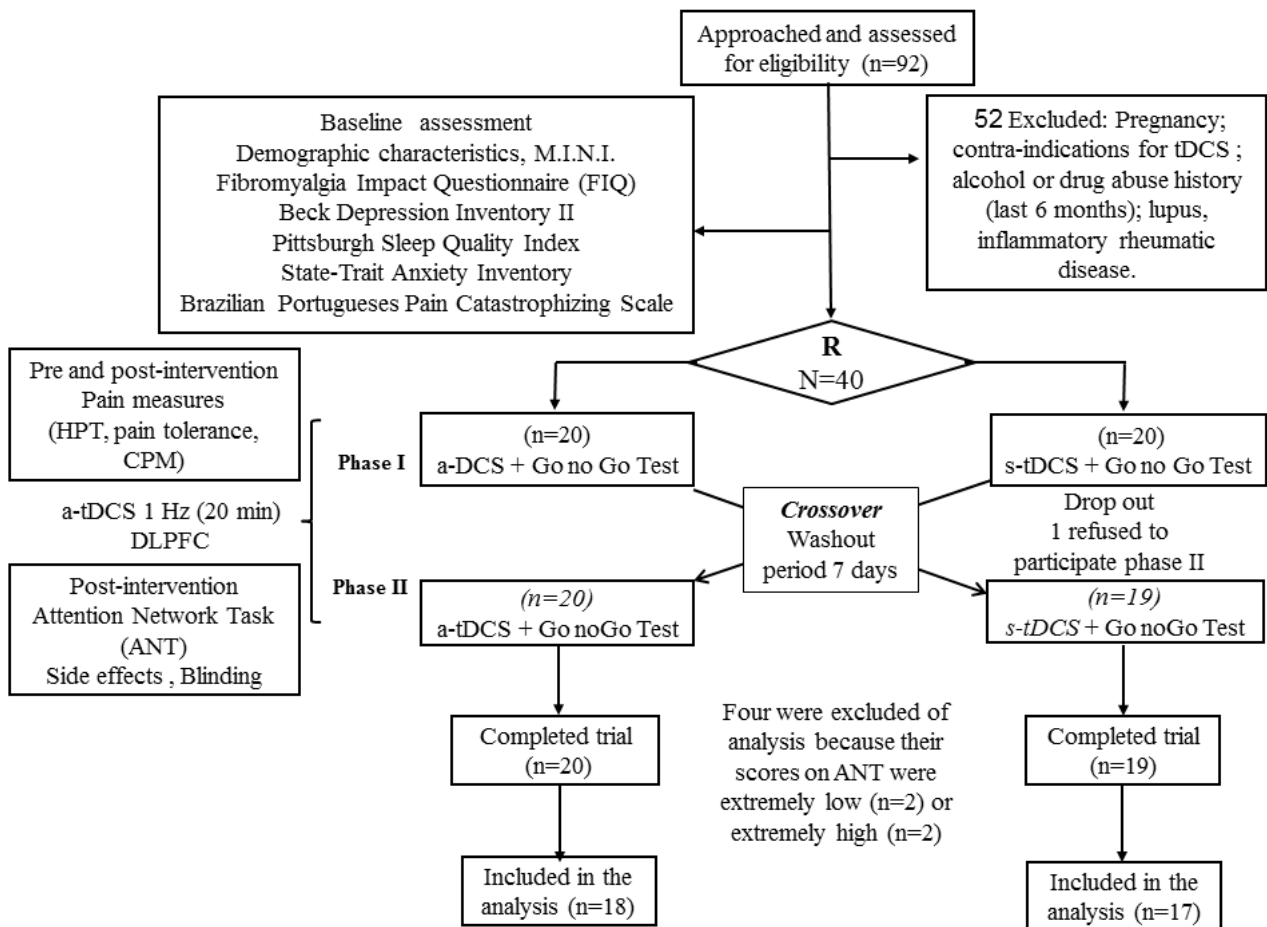 Approached and assessed
for eligibility (n=92)
Baseline assessment
Demographic characteristics, M.I.N.I.
Fibromyalgia Impact Questionnaire (FIQ)
Beck Depression Inventory II
Pittsburgh Sleep Quality Index
State-Trait Anxiety Inventory
Brazilian Portugueses Pain Catastrophizing Scale
52 Excluded: Pregnancy;
contra-indications for tDCS ;
alcohol or drug abuse history
(last 6 months); lupus,
inflammatory rheumatic
disease.
R
N=40
Pre and post-intervention
Pain measures
(HPT, pain tolerance,
CPM)
a-tDCS 1 Hz (20 min)
DLPFC
Post-intervention
Attention Network Task
(ANT)
Side effects , Blinding
Phase I
(n=20)
a-DCS + Go no Go Test
(n=20)
s-tDCS + Go no Go Test
Crossover
Washout
period 7 days
Drop out
1 refused to
participate phase II
Phase II
(n=20)
a-tDCS + Go noGo Test
(n=19)
s-tDCS + Go noGo Test
Completed trial
(n=20)
Four were excluded of
analysis because their
scores on ANT were
extremely low (n=2) or
extremely high (n=2)
Completed trial
(n=19)
Included in the
analysis (n=18)
Included in the
analysis (n=17)